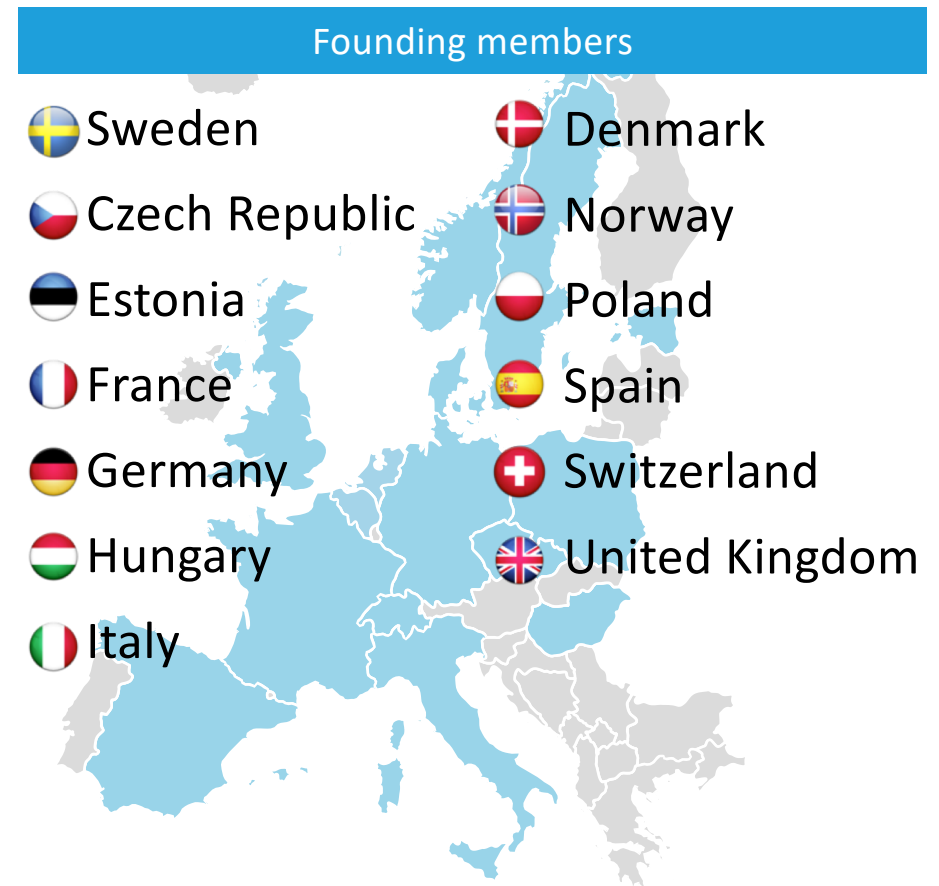 Founding members
Sweden
Czech Republic
Estonia
France
Germany
Hungary
Italy
Denmark
Norway
Poland
Spain
Switzerland
United Kingdom